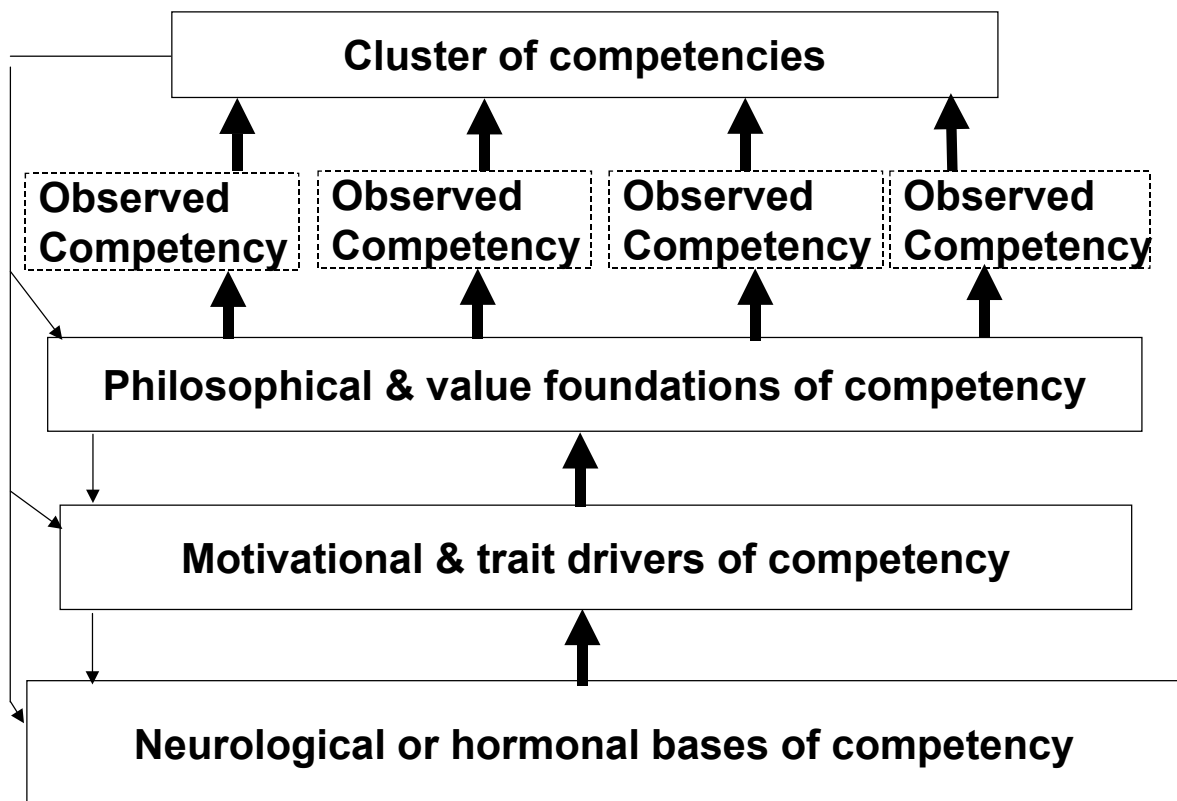 Cluster of competencies
Observed
Competency
Observed
Competency
Observed
Competency
Observed
Competency
Philosophical & value foundations of competency
Motivational & trait drivers of competency
Neurological or hormonal bases of competency